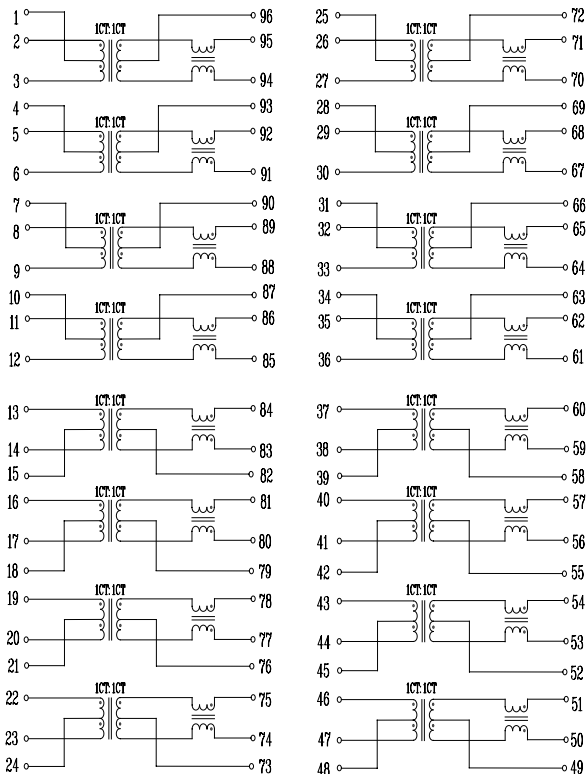 1 96 25 72
1CT:1CT 1CT:1CT
2 95 26 71
3 94 27 70
4 93 28 69
1CT:1CT 1CT:1CT
5 92 29 68
6 91 30 67
7 90 31 66
1CT:1CT 1CT:1CT
8 89 32 65
9 88 33 64
10 87 34 63
1CT:1CT 1CT:1CT
11 86 35 62
12 85 36 61
1CT:1CT 1CT:1CT
13 84 37 60
14 83 38 59
15 82 39 58
1CT:1CT 1CT:1CT
16 81 40 57
17 80 41 56
18 79 42 55
1CT:1CT 1CT:1CT
19 78 43 54
20 77 44 53
21 76 45 52
1CT:1CT 1CT:1CT
22 75 46 51
23 74 47 50
24 73 48 49